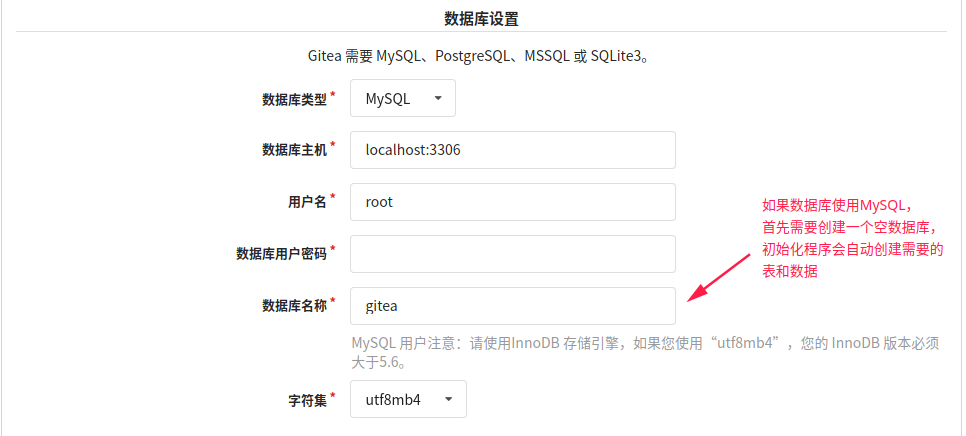 数据库设置
Gitea 需要 MySQL、PostgreSQL、MSSQL 或 SQLite3。
数据库类型*
MySQL
数据库主机*
localhost:3306
用户名*
root
数据库用户密码*
数据库名称*
gitea
如果数据库使用MySQL，
首先需要创建一个空数据库，
初始化程序会自动创建需要的
表和数据
MySQL 用户注意：请使用InnoDB 存储引擎，如果您使用“utf8mb4”，您的 InnoDB 版本必须
大于5.6。
字符集*
utf8mb4